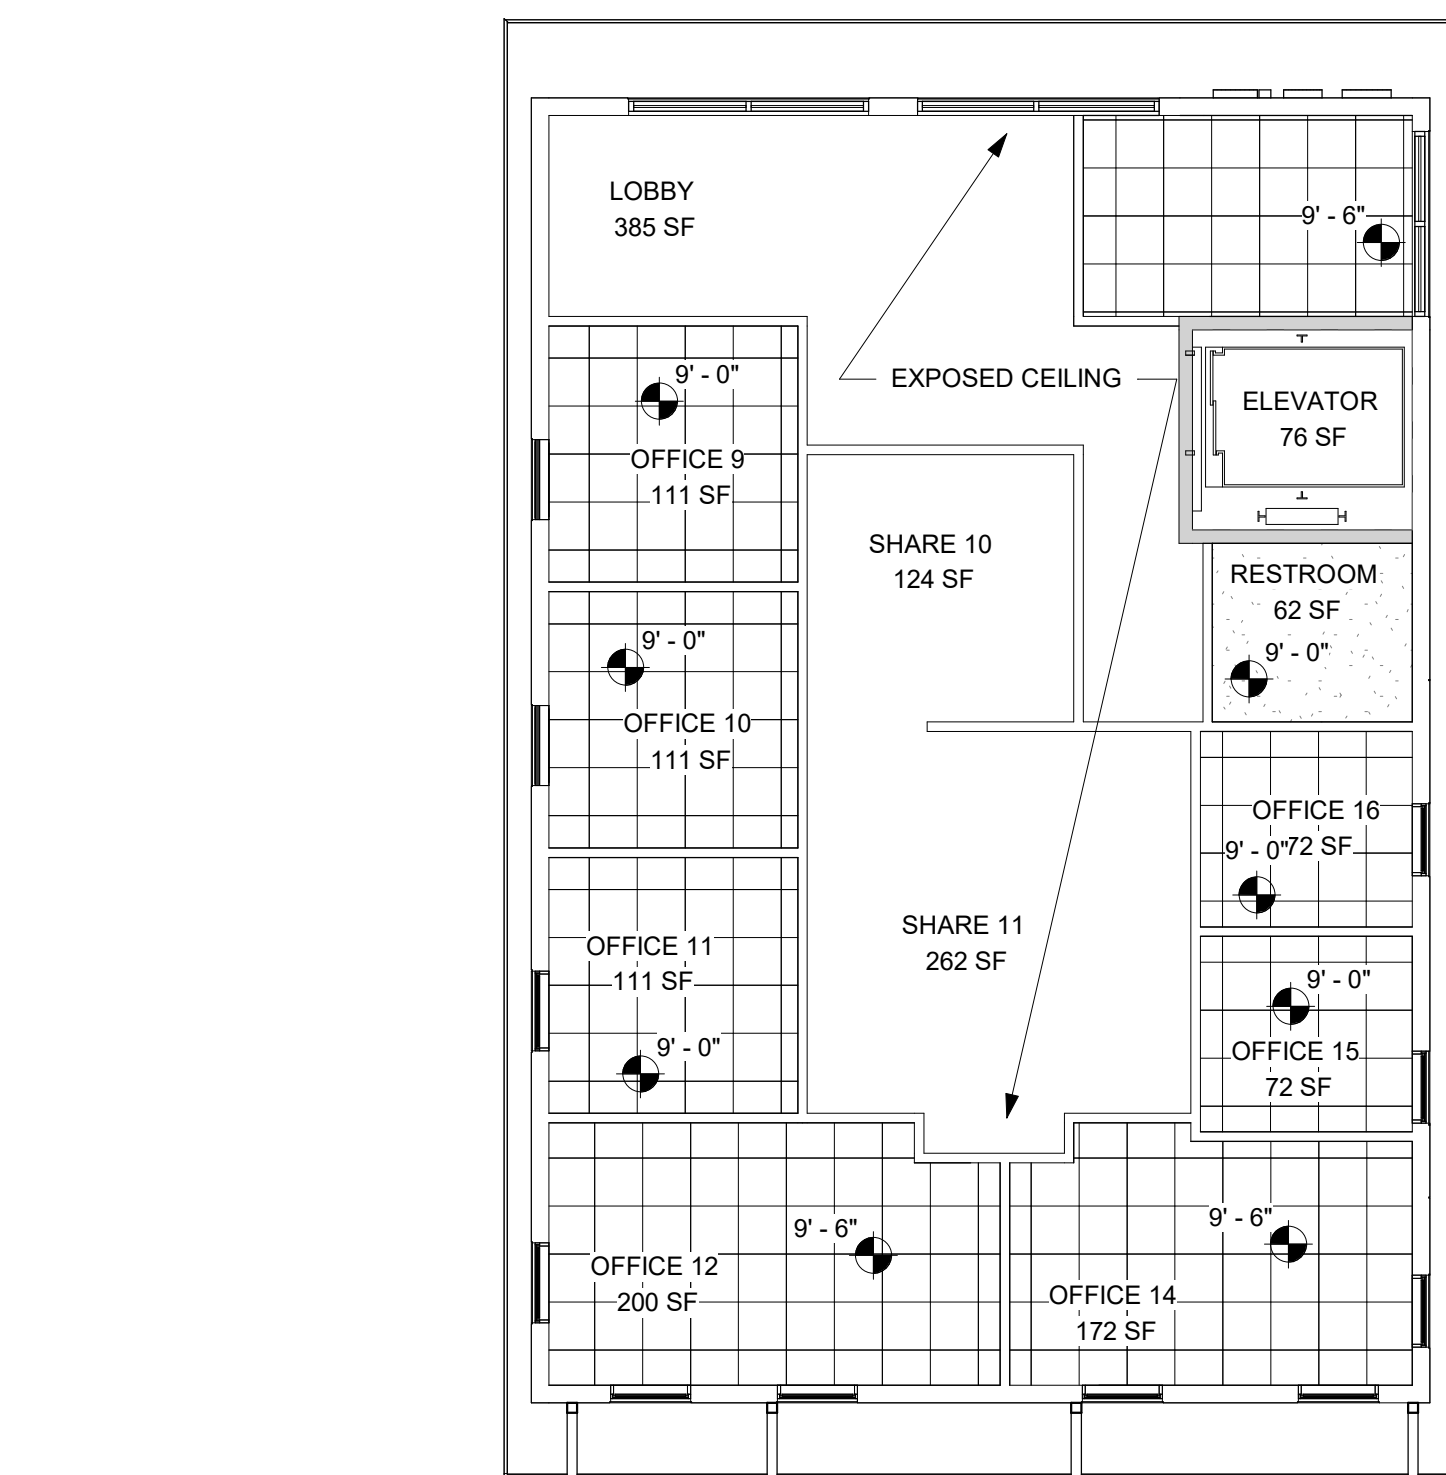 LOBBY
385 SF
9' - 6"
9' - 0"
EXPOSED CEILING
ELEVATOR
76 SF
OFFICE 9
111 SF
SHARE 10
124 SF
RESTROOM
62 SF
9' - 0"
9' - 0"
OFFICE 10
111 SF
OFFICE 16
72 SF
9' - 0"
SHARE 11
262 SF
OFFICE 11
111 SF
9' - 0"
9' - 0"
OFFICE 15
72 SF
9' - 6"
OFFICE 12
200 SF
9' - 6"
OFFICE 14
172 SF